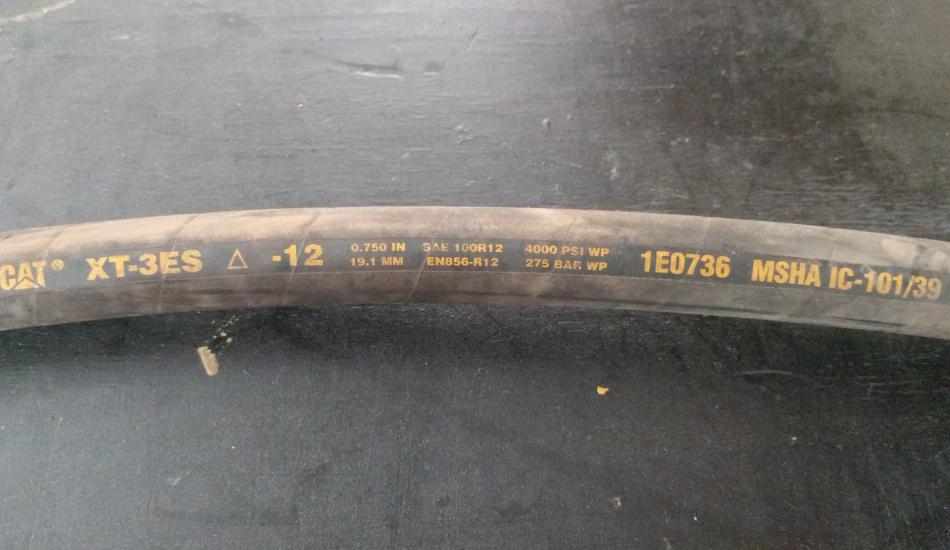 CAT® XT-3ES △ -12 0.750 IN SAE 100R12 4000 PSI WP 1E0736 MSHA IC-101/39
19.1 MM EN856-R12 275 BAR WP